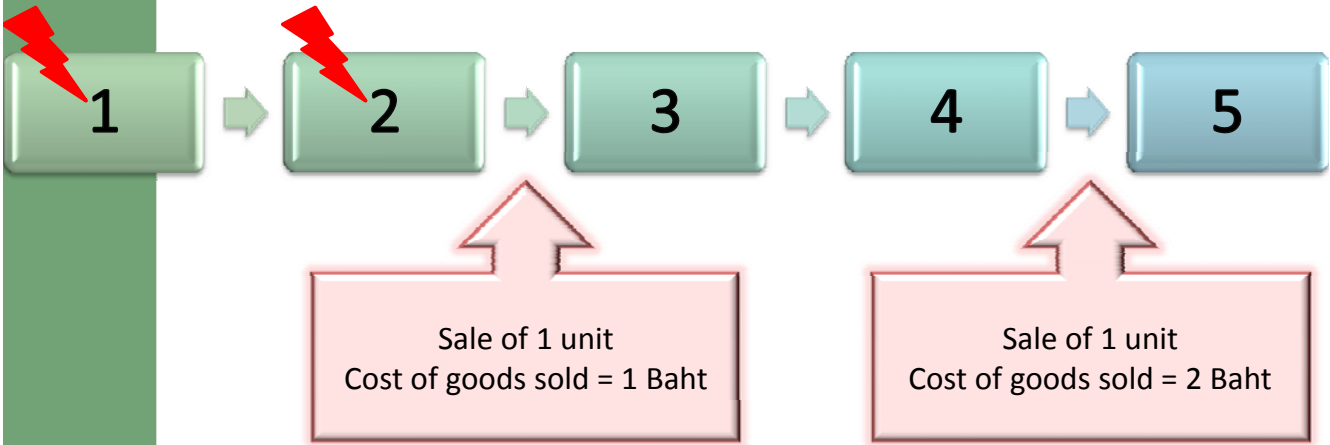 1
2
3
4
5
Sale of 1 unit
Cost of goods sold = 1 Baht
Sale of 1 unit
Cost of goods sold = 2 Baht